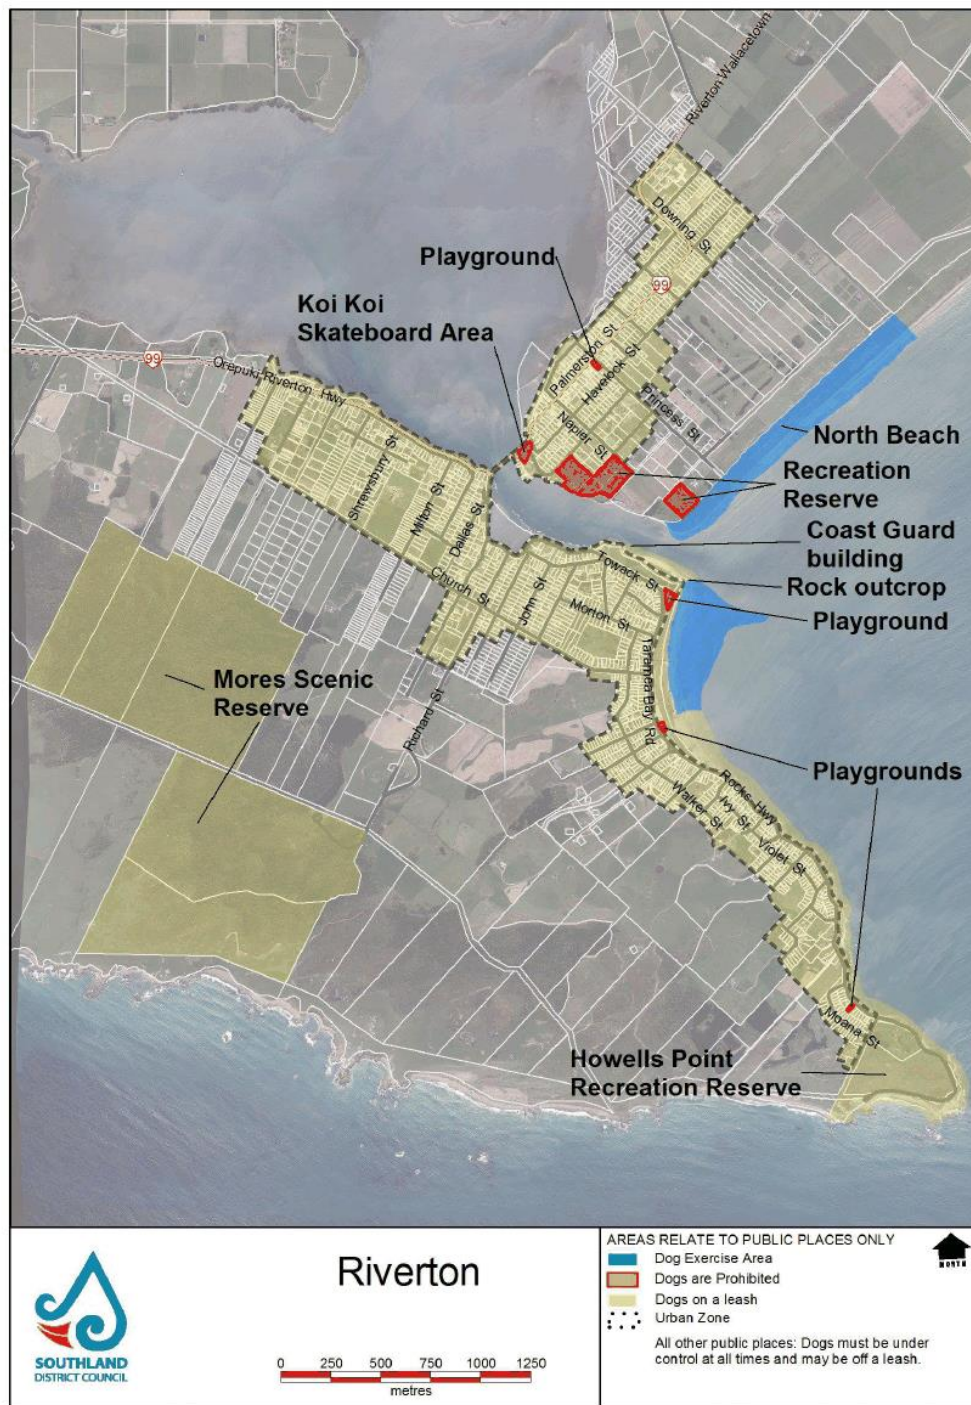 Riverton Wallacetown
Downing St
Playground
99
Koi Koi
Skateboard Area
Palmerston St
Havelock St
99
Orepuki Riverton Hwy
Princess St
Napier St
North Beach
Recreation
Reserve
Shrewsbury St
Milton St
Dallas St
Coast Guard
building
Towack St
Rock outcrop
Church St
John St
Morton St
Playground
Taramea Bay Rd
Mores Scenic
Reserve
Richard St
Playgrounds
Rocks Hwy
Ivy St
Walker St
Violet St
Moana St
Howells Point
Recreation Reserve
Riverton
SOUTHLAND
DISTRICT COUNCIL
0 250 500 750 1000 1250
metres
AREAS RELATE TO PUBLIC PLACES ONLY
Dog Exercise Area
Dogs are Prohibited
Dogs on a leash
Urban Zone
All other public places: Dogs must be under
control at all times and may be off a leash.
NORTH